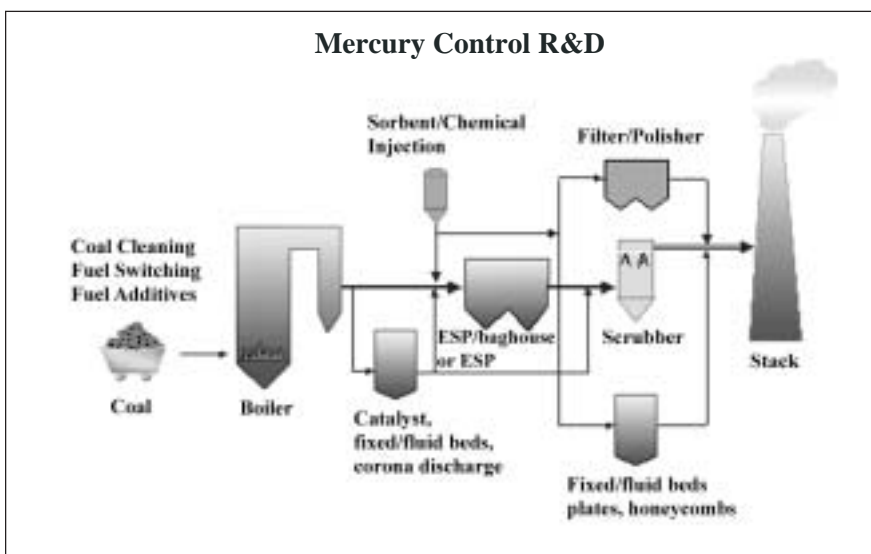 Mercury Control R&D
Sorbent/Chemical
Injection
Filter/Polisher
Coal Cleaning
Fuel Switching
Fuel Additives
ESP/baghouse
or ESP
Scrubber
Stack
Coal
Boiler
Catalyst,
fixed/fluid beds,
corona discharge
Fixed/fluid beds
plates, honeycombs